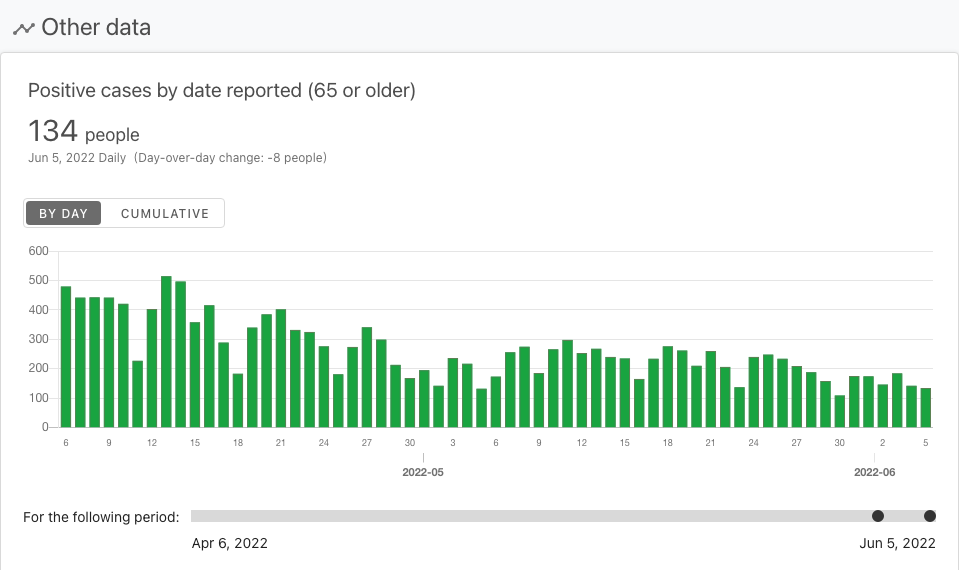 Other data
Positive cases by date reported (65 or older)
134 people
Jun 5, 2022 Daily (Day-over-day change: -8 people)
BY DAY CUMULATIVE
600
500
400
300
200
100
0
6 9 12 15 18 21 24 27 30 3 6 9 12 15 18 21 24 27 30 2 5
2022-05 2022-06
For the following period:
Apr 6, 2022 Jun 5, 2022